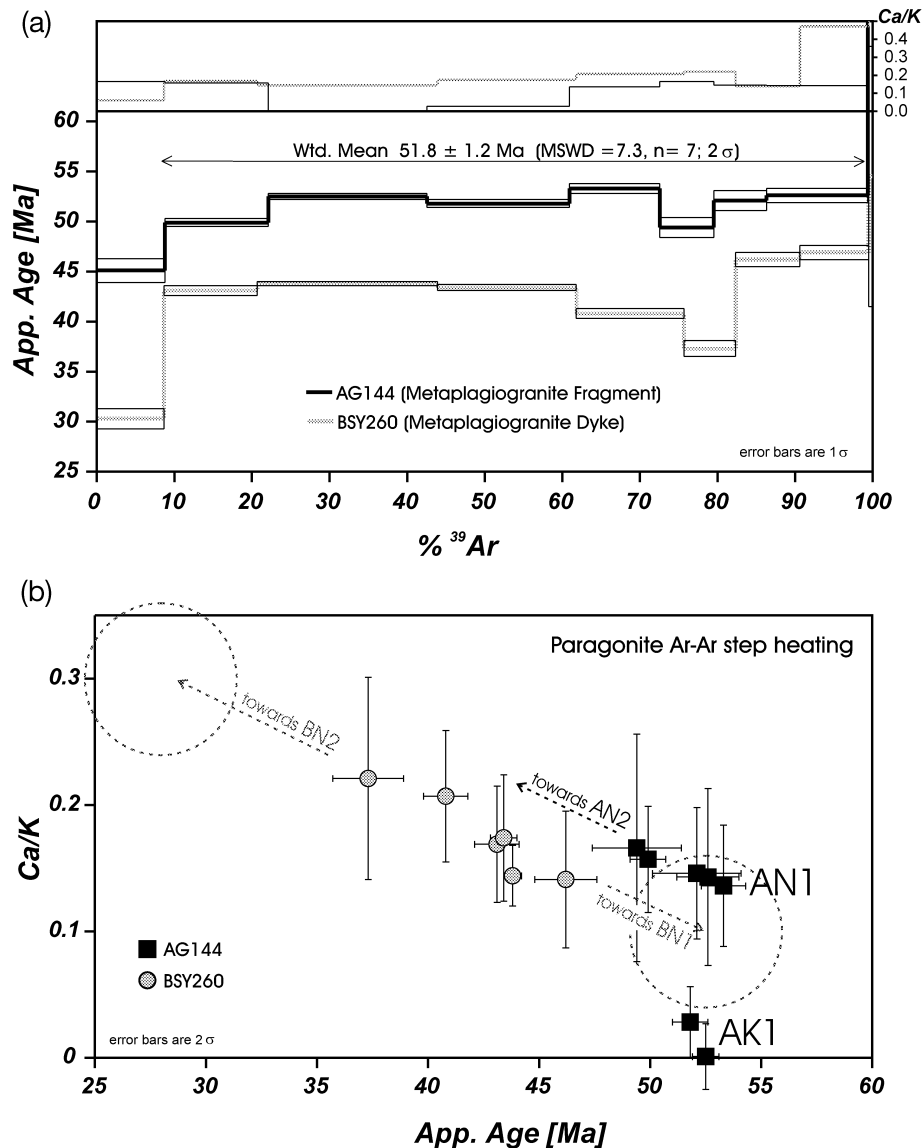 (a)
Ca/K
0.4
0.3
0.2
0.1
0.0
60
55
50
45
40
35
30
25
App. Age [Ma]
Wtd. Mean 51.8 ± 1.2 Ma (MSWD =7.3, n= 7; 2 σ)
AG144 (Metaplagiogranite Fragment)
BSY260 (Metaplagiogranite Dyke)
error bars are 1 σ
0 10 20 30 40 50 60 70 80 90 100
% ³⁹Ar
(b)
Paragonite Ar-Ar step heating
0.3
0.2
0.1
0
Ca/K
towards BN2
towards AN2
towards BN1
AN1
AK1
AG144
BSY260
error bars are 2 σ
25 30 35 40 45 50 55 60
App. Age [Ma]